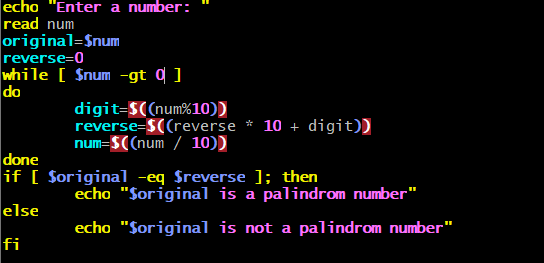 echo "Enter a number: "
read num
original=$num
reverse=0
while [ $num -gt 0 ]
do
        digit=$((num%10))
        reverse=$((reverse * 10 + digit))
        num=$((num / 10))
done
if [ $original -eq $reverse ]; then
        echo "$original is a palindrom number"
else
        echo "$original is not a palindrom number"
fi